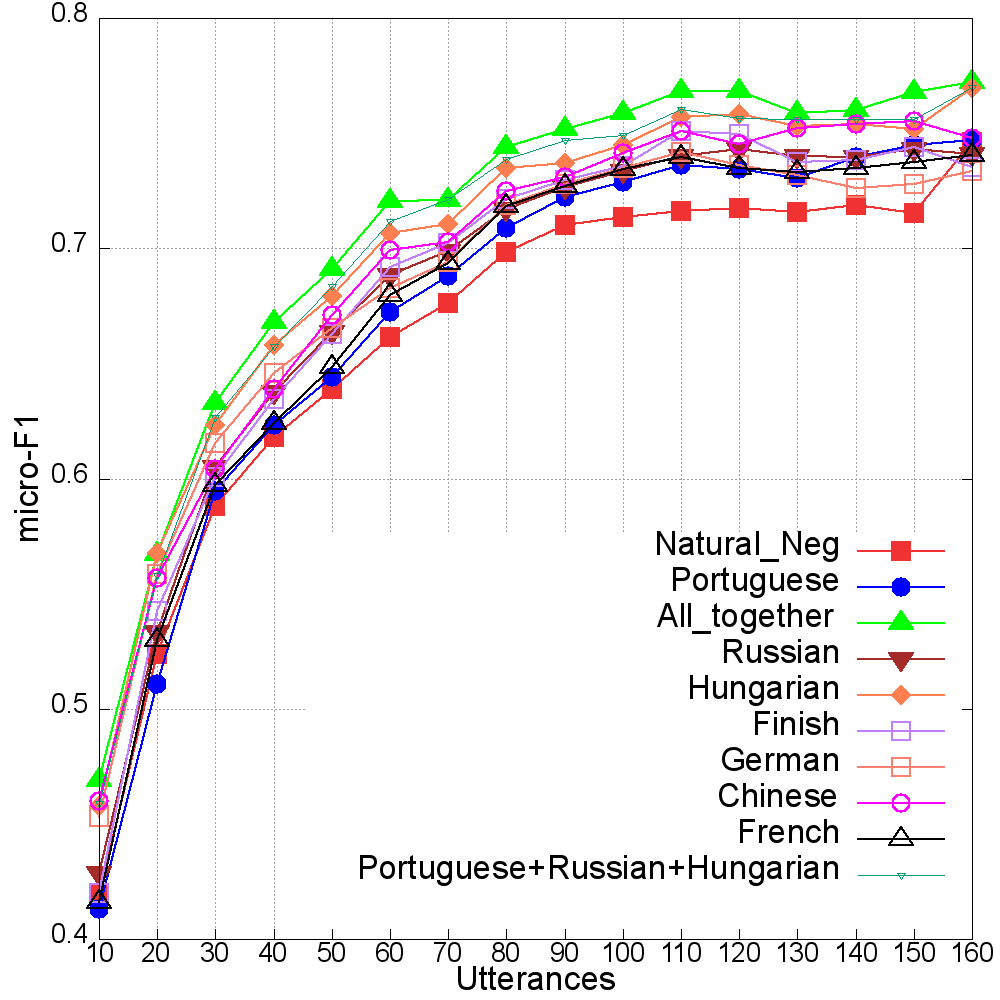 0.8
0.7
0.6
0.5
0.4
micro-F1
Natural_Neg
Portuguese
All_together
Russian
Hungarian
Finish
German
Chinese
French
Portuguese+Russian+Hungarian
10 20 30 40 50 60 70 80 90 100 110 120 130 140 150 160
Utterances